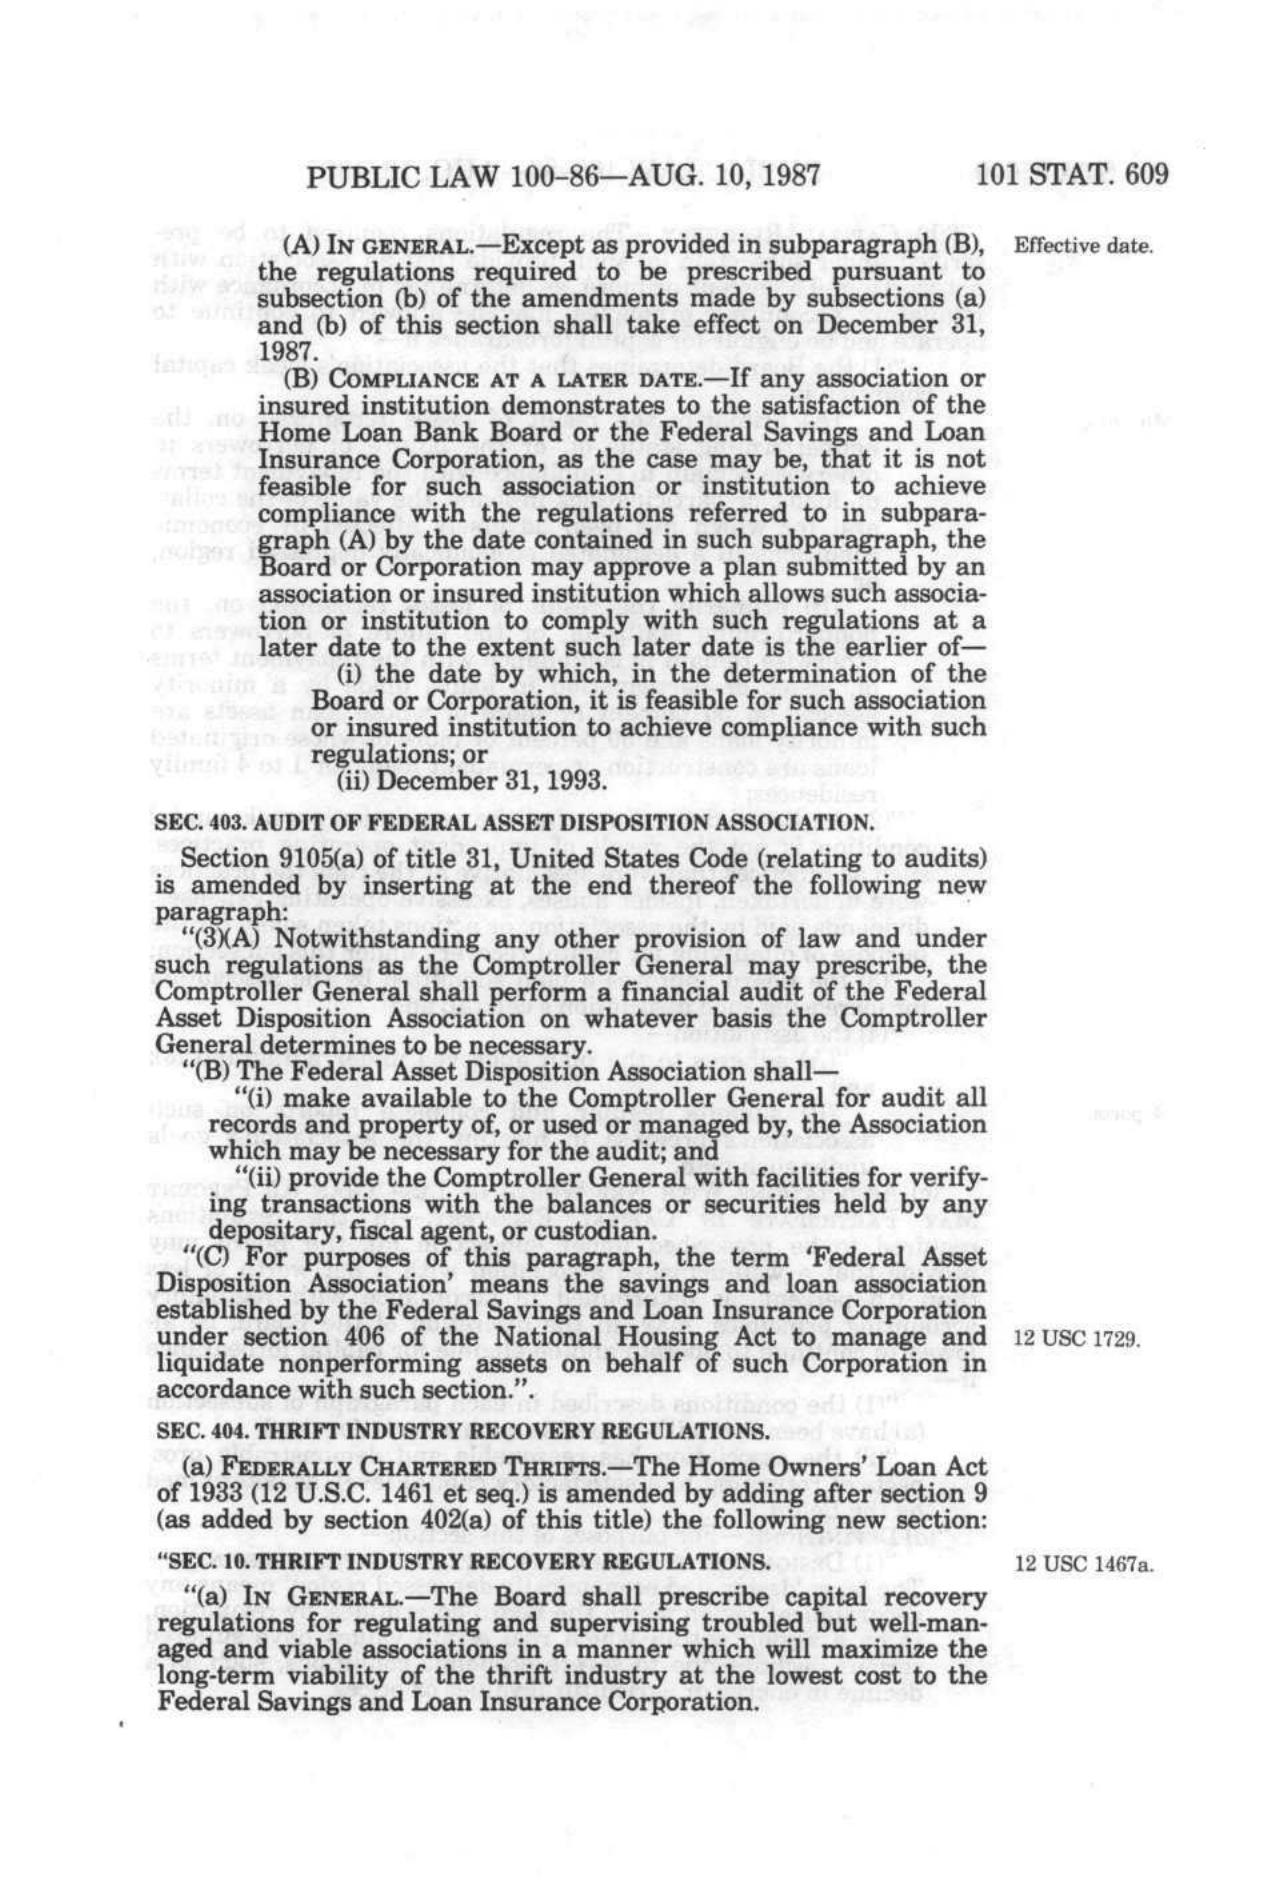 PUBLIC LAW 100-86—AUG. 10, 1987 101 STAT. 609
(A) IN GENERAL.—Except as provided in subparagraph (B), Effective date.
the regulations required to be prescribed pursuant to
subsection (b) of the amendments made by subsections (a)
and (b) of this section shall take effect on December 31,
1987.
(B) COMPLIANCE AT A LATER DATE.—If any association or
insured institution demonstrates to the satisfaction of the
Home Loan Bank Board or the Federal Savings and Loan
Insurance Corporation, as the case may be, that it is not
feasible for such association or institution to achieve
compliance with the regulations referred to in subpara-
graph (A) by the date contained in such subparagraph, the
Board or Corporation may approve a plan submitted by an
association or insured institution which allows such associa-
tion or institution to comply with such regulations at a
later date to the extent such later date is the earlier of—
(i) the date by which, in the determination of the
Board or Corporation, it is feasible for such association
or insured institution to achieve compliance with such
regulations; or
(ii) December 31, 1993.
SEC. 403. AUDIT OF FEDERAL ASSET DISPOSITION ASSOCIATION.
Section 9105(a) of title 31, United States Code (relating to audits)
is amended by inserting at the end thereof the following new
paragraph:
"(3)(A) Notwithstanding any other provision of law and under
such regulations as the Comptroller General may prescribe, the
Comptroller General shall perform a financial audit of the Federal
Asset Disposition Association on whatever basis the Comptroller
General determines to be necessary.
"(B) The Federal Asset Disposition Association shall—
"(i) make available to the Comptroller General for audit all
records and property of, or used or managed by, the Association
which may be necessary for the audit; and
"(ii) provide the Comptroller General with facilities for verify-
ing transactions with the balances or securities held by any
depositary, fiscal agent, or custodian.
"(C) For purposes of this paragraph, the term 'Federal Asset
Disposition Association' means the savings and loan association
established by the Federal Savings and Loan Insurance Corporation
under section 406 of the National Housing Act to manage and 12 USC 1729.
liquidate nonperforming assets on behalf of such Corporation in
accordance with such section.".
SEC. 404. THRIFT INDUSTRY RECOVERY REGULATIONS.
(a) FEDERALLY CHARTERED THRIFTS.—The Home Owners' Loan Act
of 1933 (12 U.S.C. 1461 et seq.) is amended by adding after section 9
(as added by section 402(a) of this title) the following new section:
"SEC. 10. THRIFT INDUSTRY RECOVERY REGULATIONS. 12 USC 1467a.
"(a) IN GENERAL.—The Board shall prescribe capital recovery
regulations for regulating and supervising troubled but well-man-
aged and viable associations in a manner which will maximize the
long-term viability of the thrift industry at the lowest cost to the
Federal Savings and Loan Insurance Corporation.